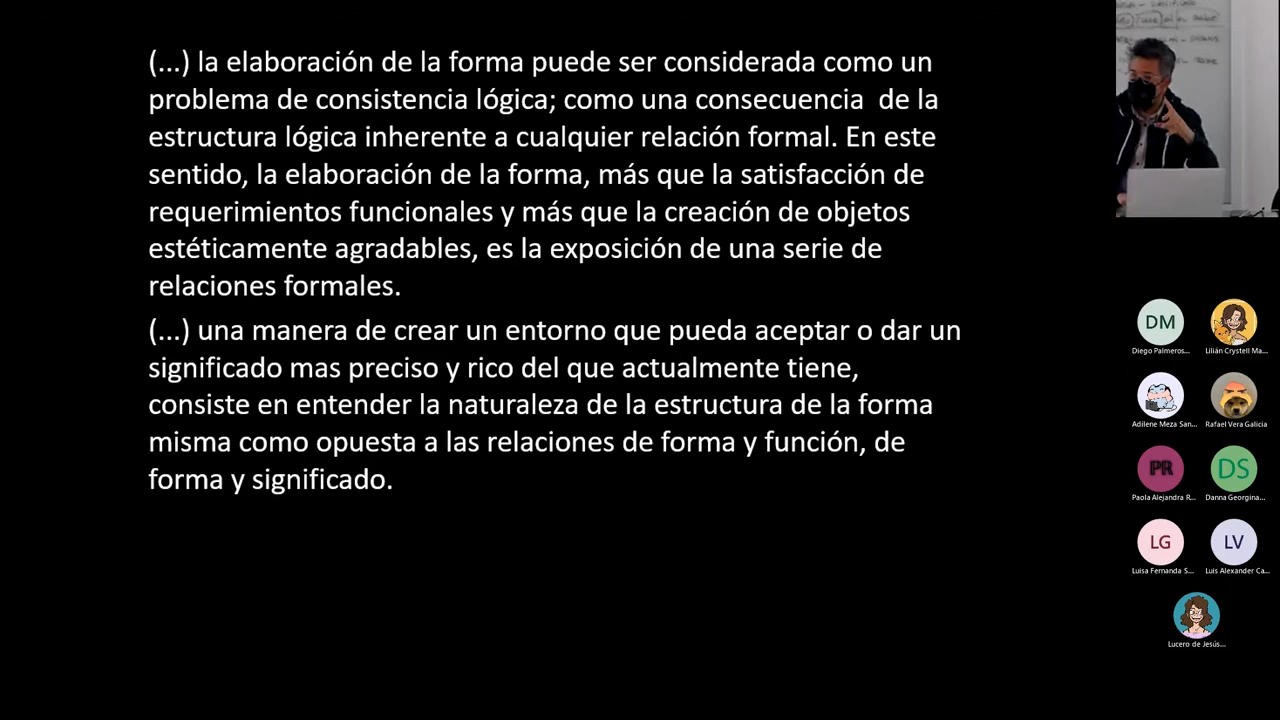 (...) la elaboración de la forma puede ser considerada como un
problema de consistencia lógica; como una consecuencia  de la
estructura lógica inherente a cualquier relación formal. En este
sentido, la elaboración de la forma, más que la satisfacción de
requerimientos funcionales y más que la creación de objetos
estéticamente agradables, es la exposición de una serie de
relaciones formales.
(...) una manera de crear un entorno que pueda aceptar o dar un
significado mas preciso y rico del que actualmente tiene,
consiste en entender la naturaleza de la estructura de la forma
misma como opuesta a las relaciones de forma y función, de
forma y significado.
DM
Diego Palmeros...
Lilián Crystell Ma...
Adilene Meza San...
Rafael Vera Galicia
PR
DS
Paola Alejandra R...
Danna Georgina...
LG
LV
Luisa Fernanda S...
Luis Alexander Ca...
Lucero de Jesús...